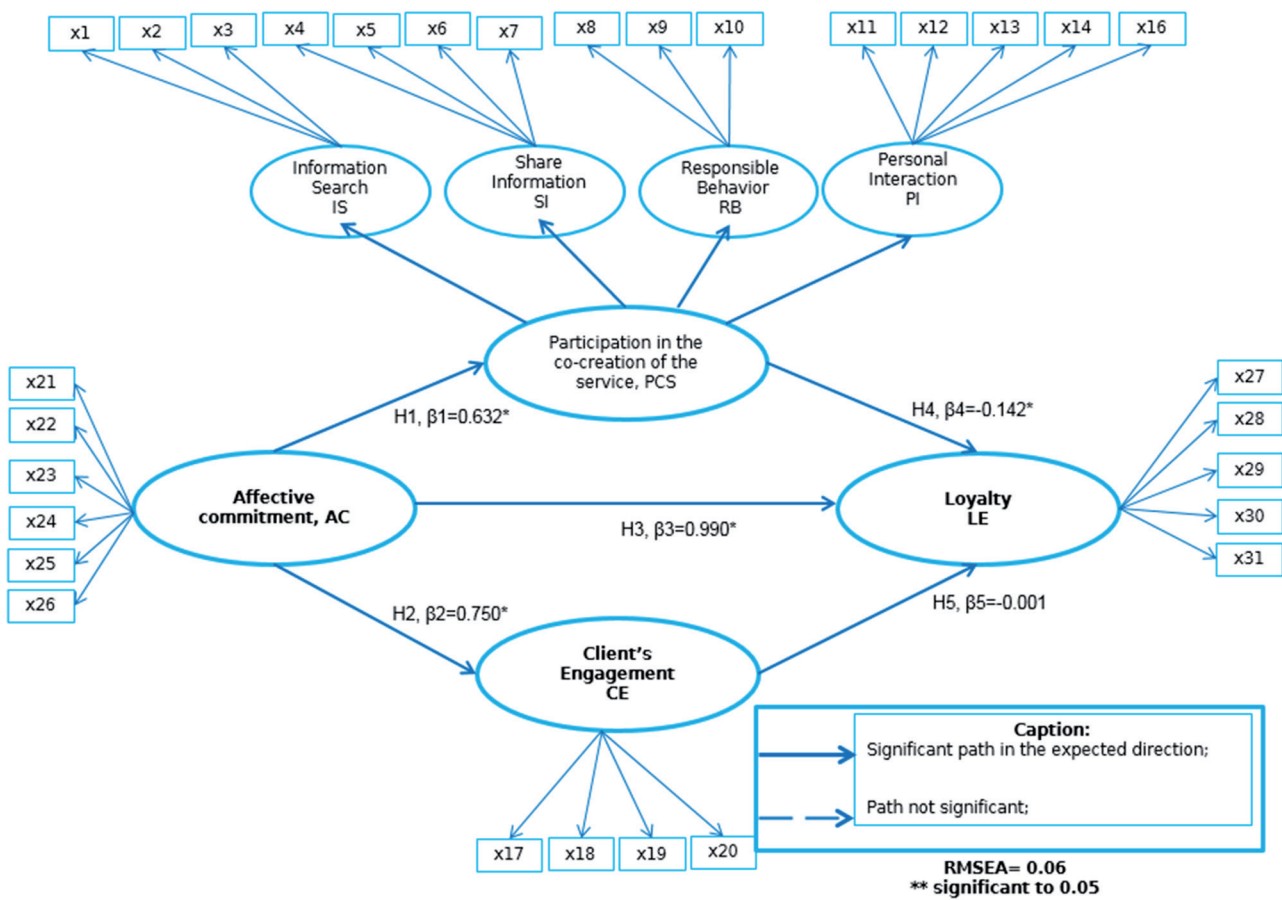 x1
x2
x3
x4
x5
x6
x7
x8
x9
x10
x11
x12
x13
x14
x16
Information
Search
IS
Share
Information
SI
Responsible
Behavior
RB
Personal
Interaction
PI
Participation in the
co-creation of the
service, PCS
x21
x22
x23
x24
x25
x26
H1, β1=0.632*
H4, β4=-0.142*
x27
x28
x29
x30
x31
Affective
commitment, AC
H3, β3=0.990*
Loyalty
LE
H2, β2=0.750*
H5, β5=-0.001
Client’s
Engagement
CE
x17
x18
x19
x20
Caption:
Significant path in the expected direction;
Path not significant;
RMSEA= 0.06
** significant to 0.05